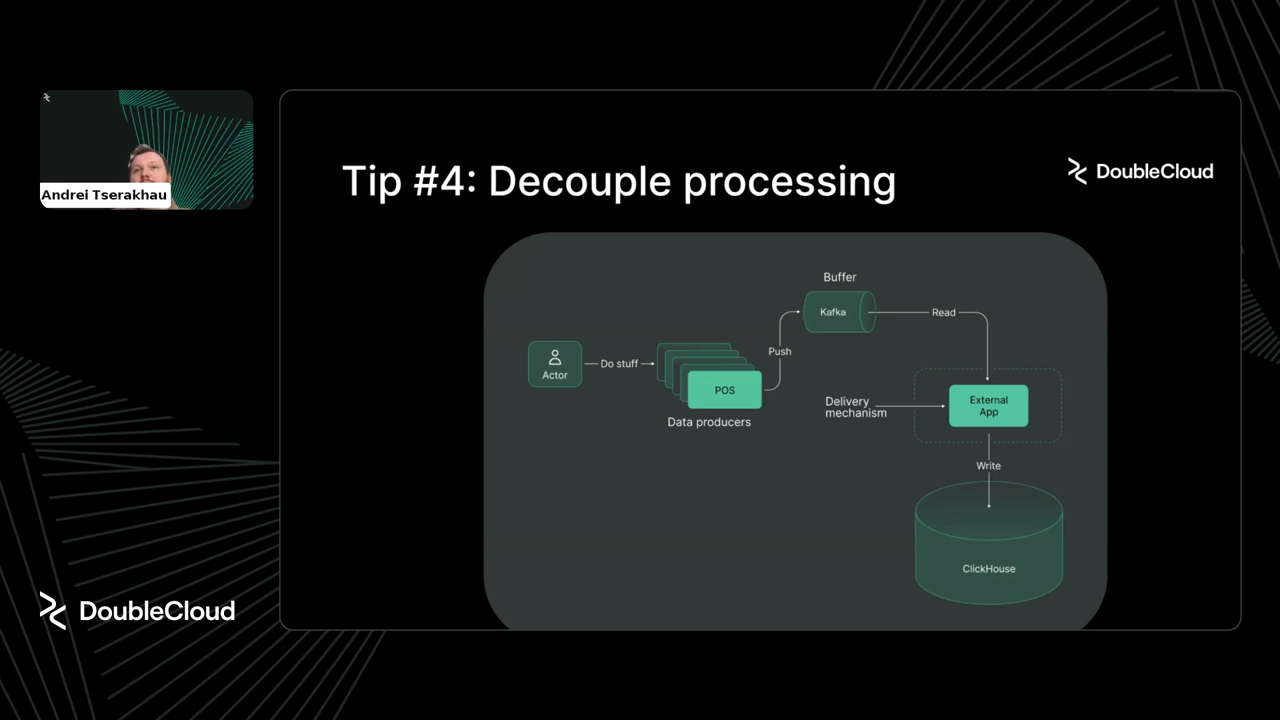 Andrei Tserakhau
DoubleCloud
Tip #4: Decouple processing
DoubleCloud
Buffer
Kafka
Read
Push
Actor
Do stuff
POS
Data producers
Delivery
mechanism
External
App
Write
ClickHouse